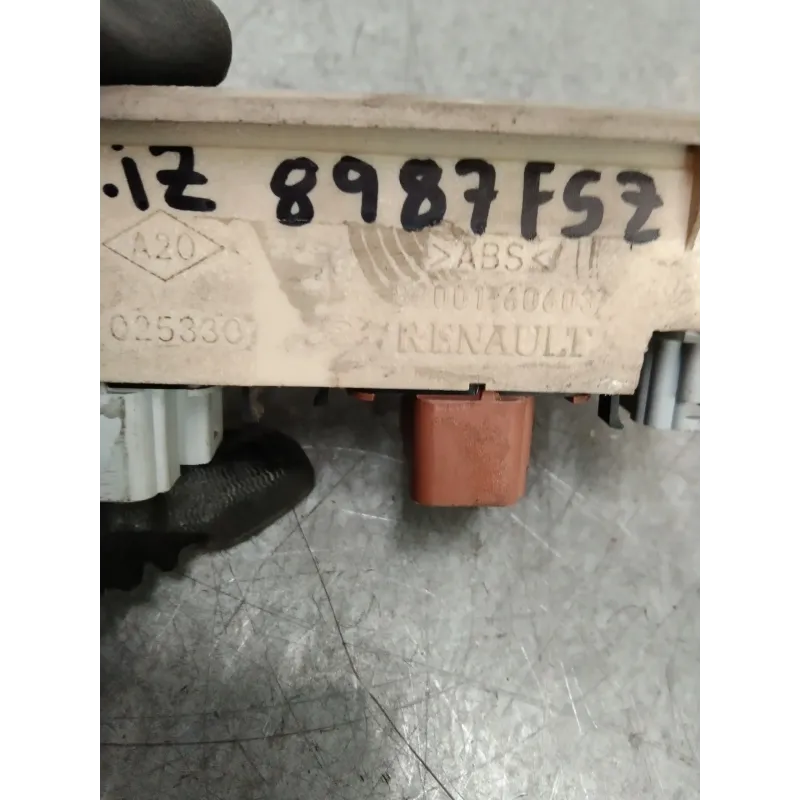 .iZ 8987FSZ
A20 >ABS</
025330
RENAULT